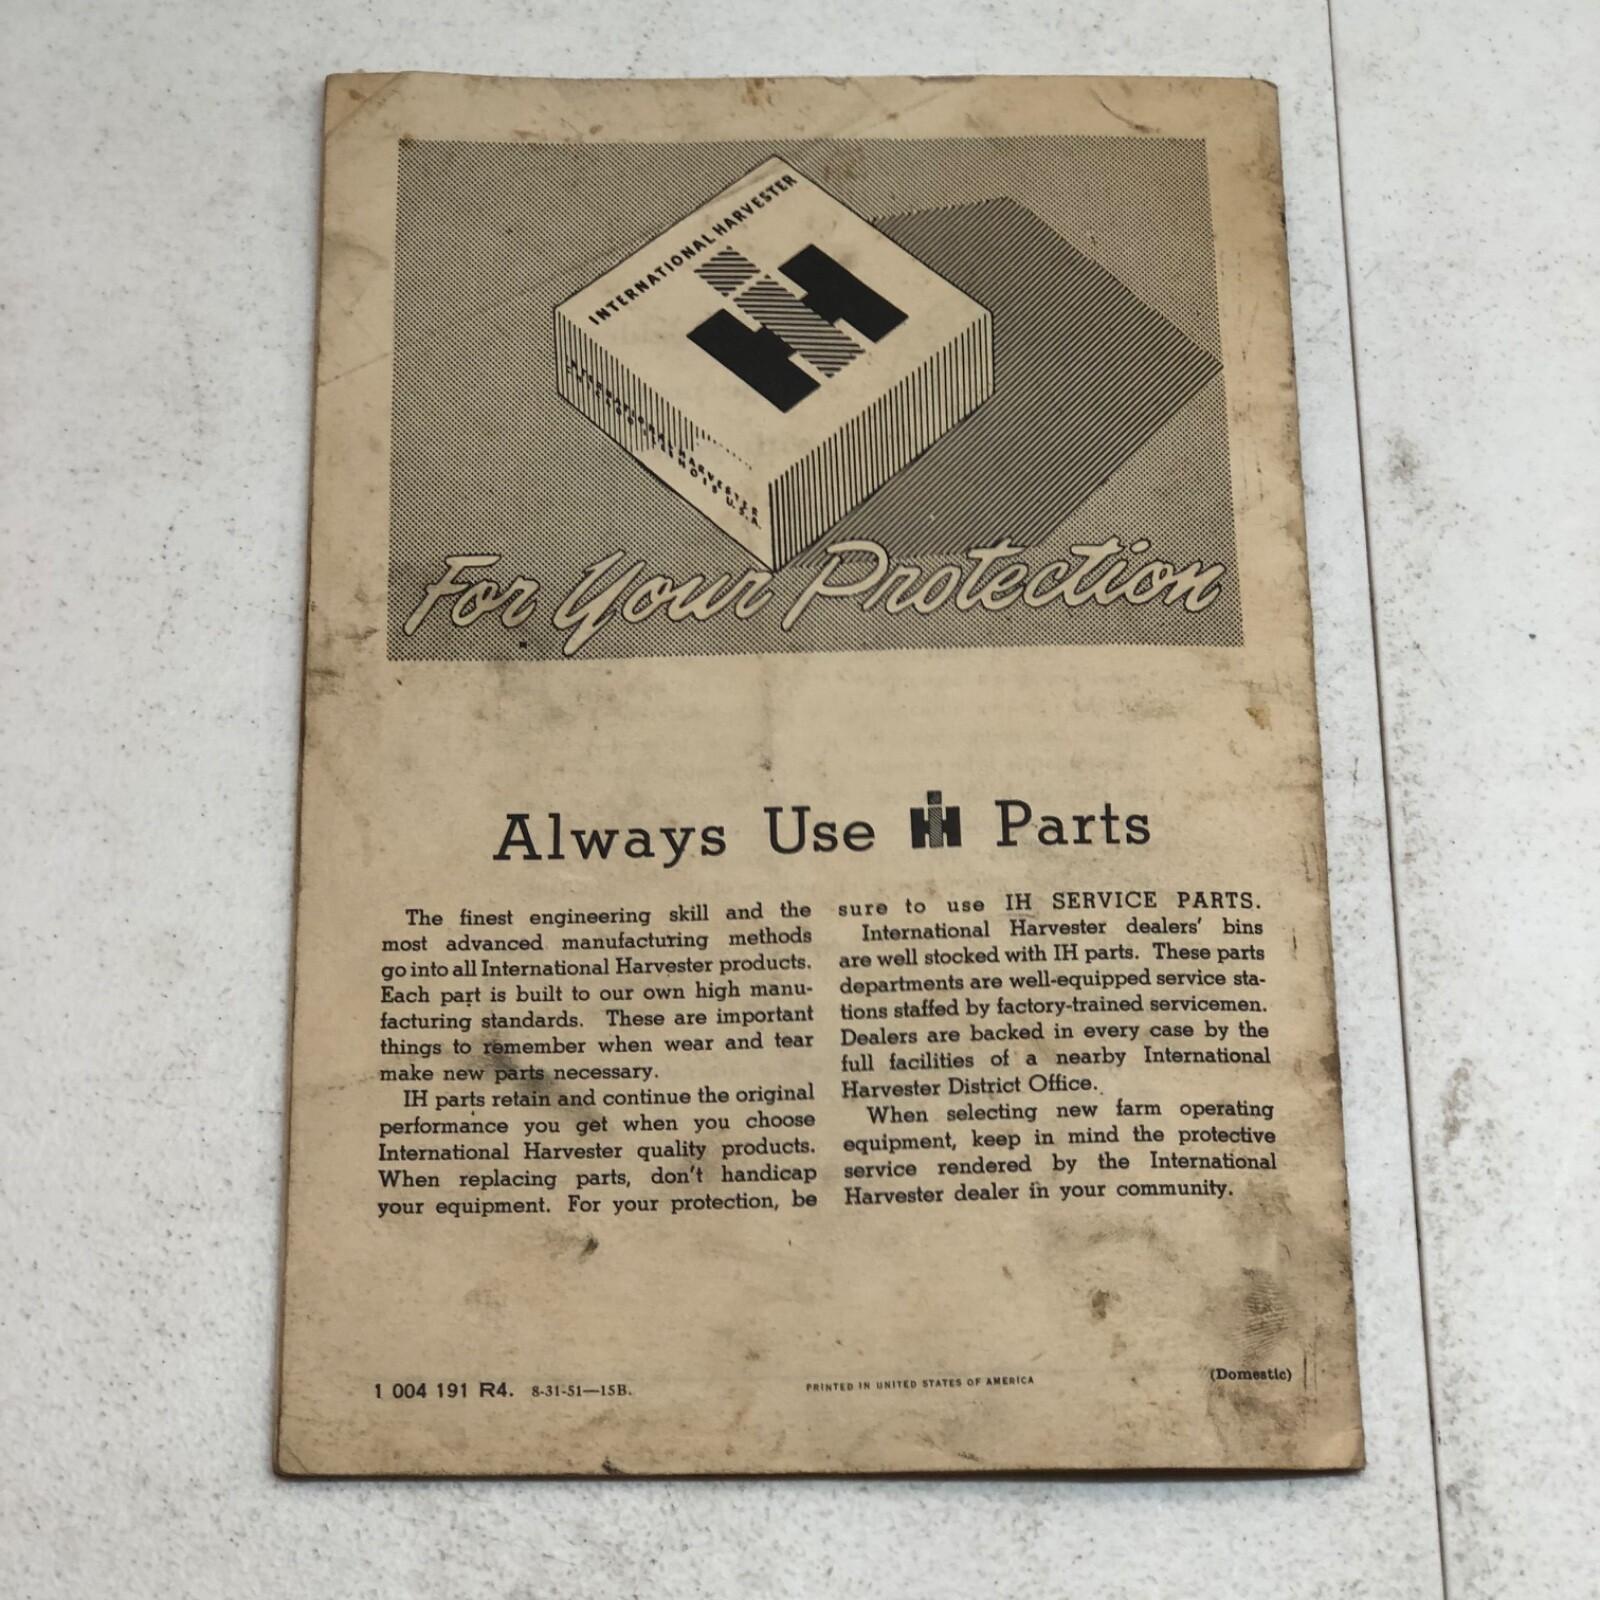 INTERNATIONAL HARVESTER
IH
INTERNATIONAL HARVESTER
CHICAGO ILLINOIS U.S.A.
For Your Protection
Always Use IH Parts
The finest engineering skill and the
most advanced manufacturing methods
go into all International Harvester products.
Each part is built to our own high manu-
facturing standards. These are important
things to remember when wear and tear
make new parts necessary.
IH parts retain and continue the original
performance you get when you choose
International Harvester quality products.
When replacing parts, don't handicap
your equipment. For your protection, be
sure to use IH SERVICE PARTS.
International Harvester dealers' bins
are well stocked with IH parts. These parts
departments are well-equipped service sta-
tions staffed by factory-trained servicemen.
Dealers are backed in every case by the
full facilities of a nearby International
Harvester District Office.
When selecting new farm operating
equipment, keep in mind the protective
service rendered by the International
Harvester dealer in your community.
1 004 191 R4. 8-31-51—15B.
PRINTED IN UNITED STATES OF AMERICA
(Domestic)